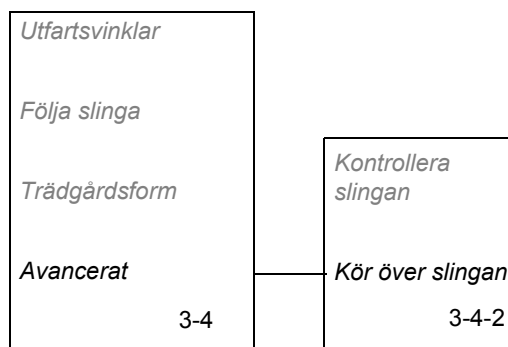 Utfartsvinklar
Följa slinga
Trädgårdsform
Avancerat
3-4
Kontrollera
slingan
Kör över slingan
3-4-2